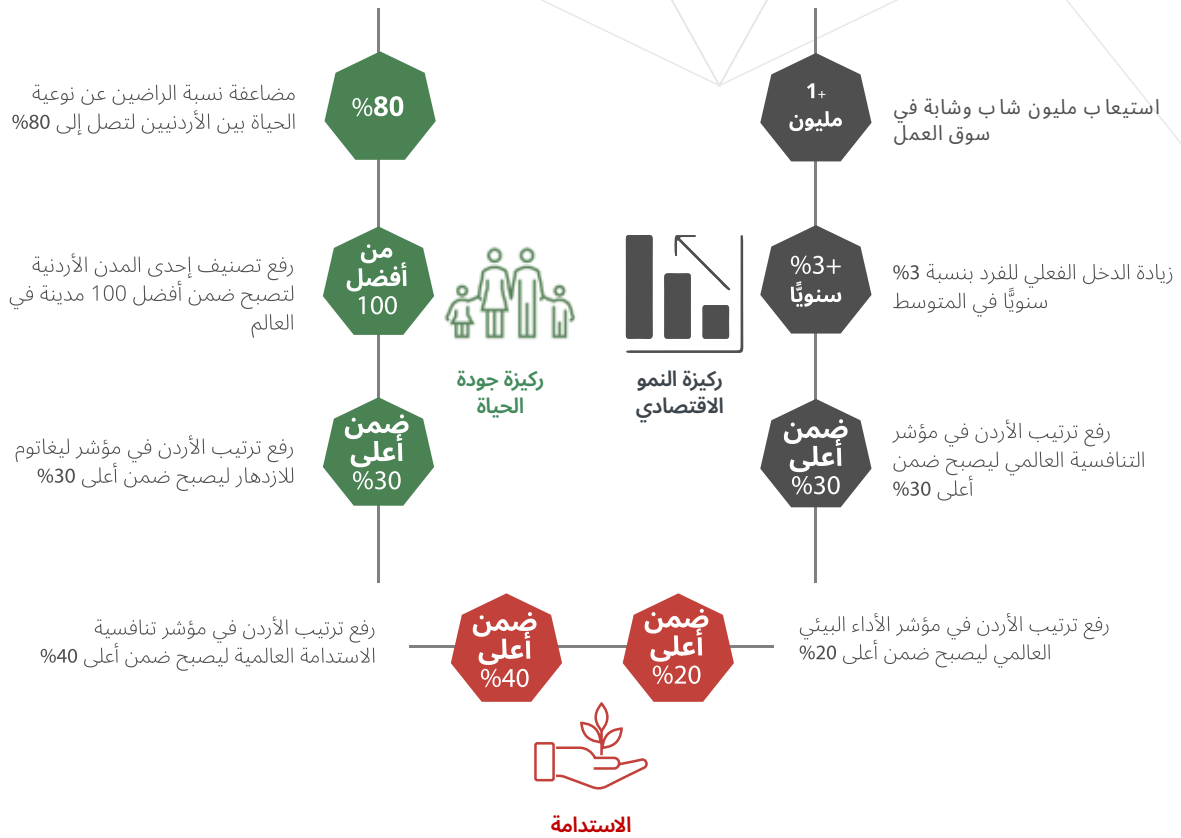 +1
مليون
استيعاب مليون شاب وشابة في
سوق العمل
%3+
سنويًّا
زيادة الدخل الفعلي للفرد بنسبة 3%
سنويًّا في المتوسط
ضمن
أعلى
%30
رفع ترتيب الأردن في مؤشر
التنافسية العالمي ليصبح ضمن
أعلى 30%
ركيزة النمو
الاقتصادي
%80
مضاعفة نسبة الراضين عن نوعية
الحياة بين الأردنيين لتصل إلى 80%
من
أفضل
100
رفع تصنيف إحدى المدن الأردنية
لتصبح ضمن أفضل 100 مدينة في
العالم
ضمن
أعلى
%30
رفع ترتيب الأردن في مؤشر ليغاتوم
للازدهار ليصبح ضمن أعلى 30%
ركيزة جودة
الحياة
ضمن
أعلى
%20
رفع ترتيب الأردن في مؤشر الأداء البيئي
العالمي ليصبح ضمن أعلى 20%
ضمن
أعلى
%40
رفع ترتيب الأردن في مؤشر تنافسية
الاستدامة العالمية ليصبح ضمن أعلى 40%
الاستدامة